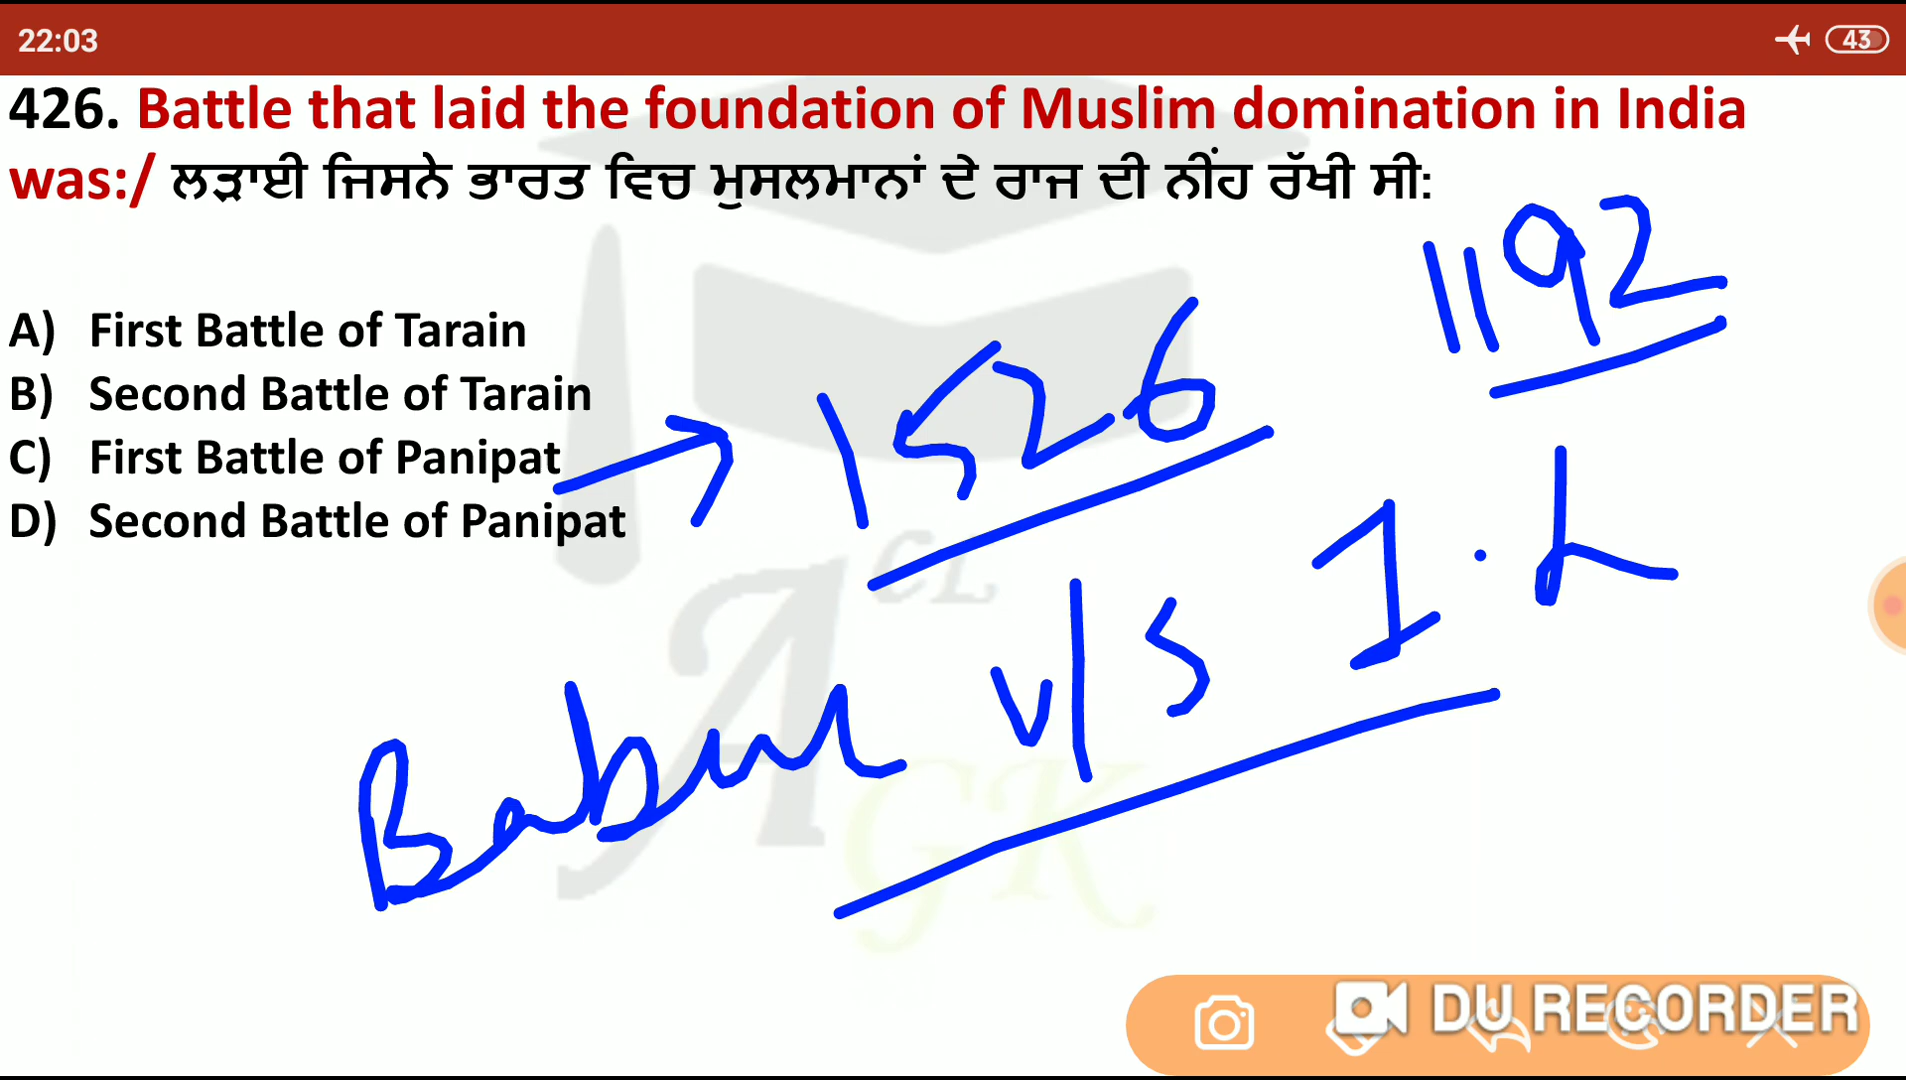 22:03
43
426. Battle that laid the foundation of Muslim domination in India
was:/ ਲੜਾਈ ਜਿਸਨੇ ਭਾਰਤ ਵਿਚ ਮੁਸਲਮਾਨਾਂ ਦੇ ਰਾਜ ਦੀ ਨੀਂਹ ਰੱਖੀ ਸੀ:
1192
A) First Battle of Tarain
B) Second Battle of Tarain
C) First Battle of Panipat
1526
D) Second Battle of Panipat
Babur v/s I.L
ACL
GK
DU RECORDER